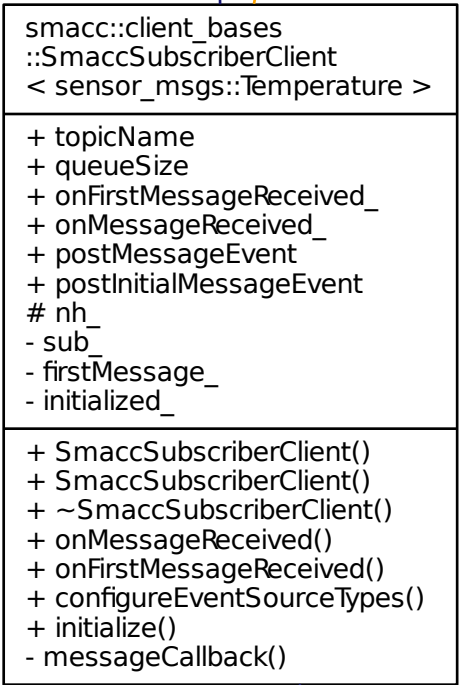 smacc::client_bases
::SmaccSubscriberClient
< sensor_msgs::Temperature >
+ topicName
+ queueSize
+ onFirstMessageReceived_
+ onMessageReceived_
+ postMessageEvent
+ postInitialMessageEvent
# nh_
- sub_
- firstMessage_
- initialized_
+ SmaccSubscriberClient()
+ SmaccSubscriberClient()
+ ~SmaccSubscriberClient()
+ onMessageReceived()
+ onFirstMessageReceived()
+ configureEventSourceTypes()
+ initialize()
- messageCallback()